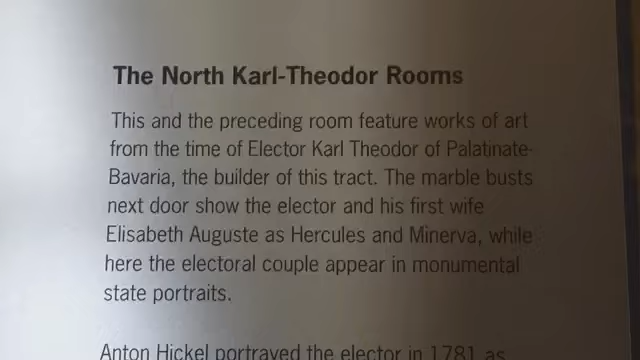 The North Karl-Theodor Rooms
This and the preceding room feature works of art
from the time of Elector Karl Theodor of Palatinate-
Bavaria, the builder of this tract. The marble busts
next door show the elector and his first wife
Elisabeth Auguste as Hercules and Minerva, while
here the electoral couple appear in monumental
state portraits.
Anton Hickel portrayed the elector in 1781 as